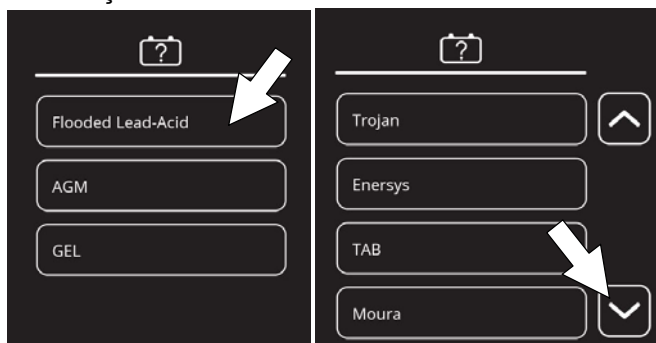 ?
Flooded Lead-Acid
AGM
GEL
?
Trojan
Enersys
TAB
Moura